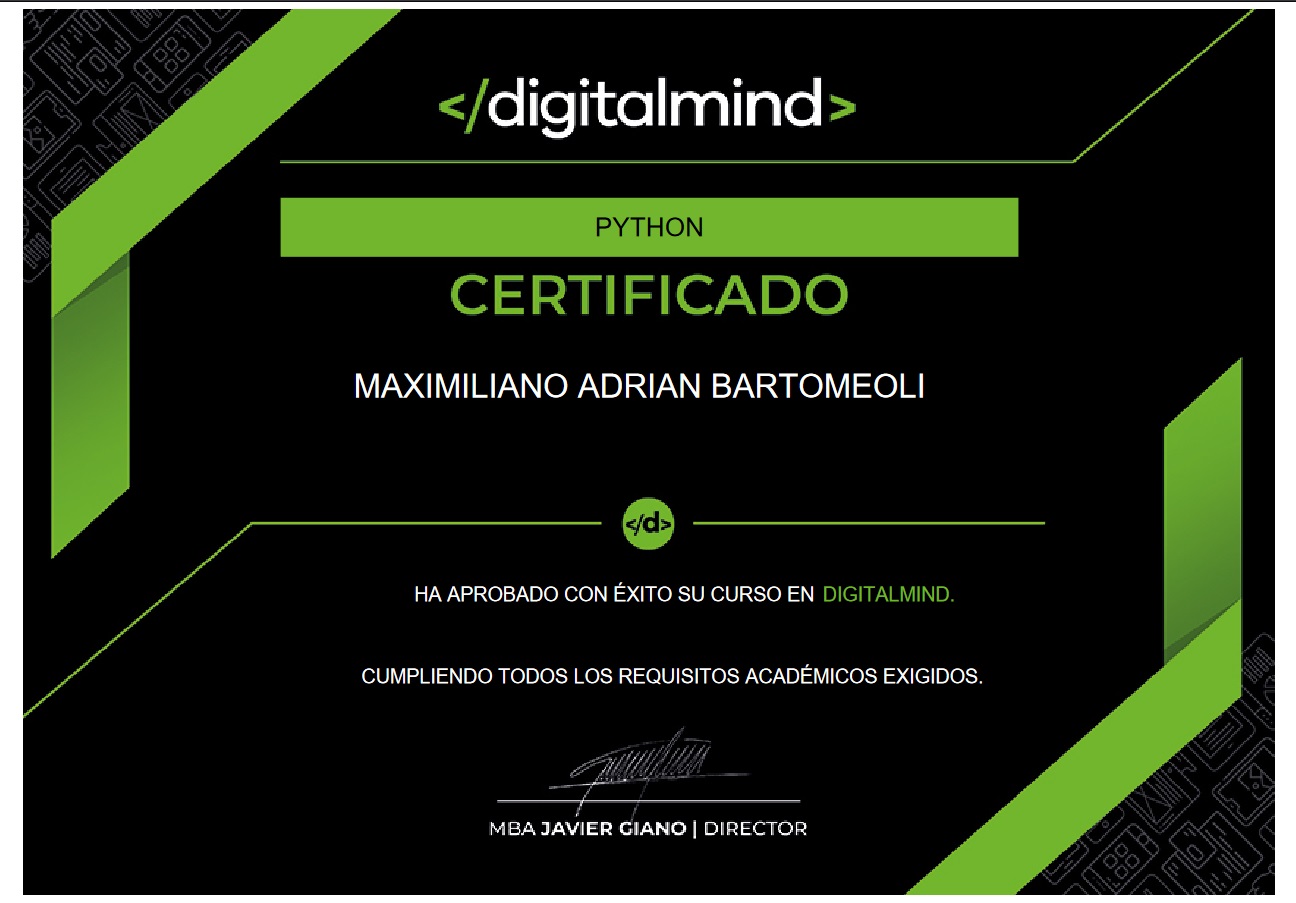 </digitalmind>
PYTHON
CERTIFICADO
MAXIMILIANO ADRIAN BARTOMEOLI
</d>
HA APROBADO CON ÉXITO SU CURSO EN DIGITALMIND.
CUMPLIENDO TODOS LOS REQUISITOS ACADÉMICOS EXIGIDOS.
MBA JAVIER GIANO | DIRECTOR